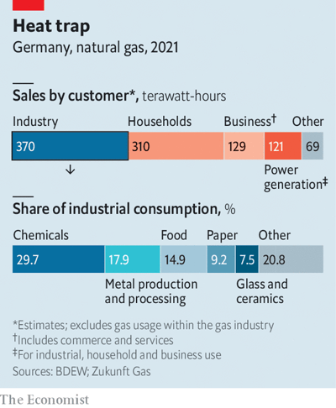 Heat trap
Germany, natural gas, 2021
Sales by customer*, terawatt-hours
Industry Households Business† Other
370 310 129 121 69
Power
generation‡
Share of industrial consumption, %
Chemicals Food Paper Other
29.7 17.9 14.9 9.2 7.5 20.8
Metal production Glass and
and processing ceramics
*Estimates; excludes gas usage within the gas industry
†Includes commerce and services
‡For industrial, household and business use
Sources: BDEW; Zukunft Gas
The Economist